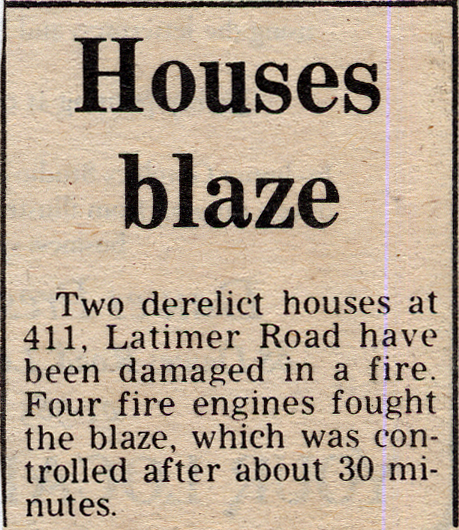 Houses
blaze
Two derelict houses at
411, Latimer Road have
been damaged in a fire.
Four fire engines fought
the blaze, which was con-
trolled after about 30 mi-
nutes.